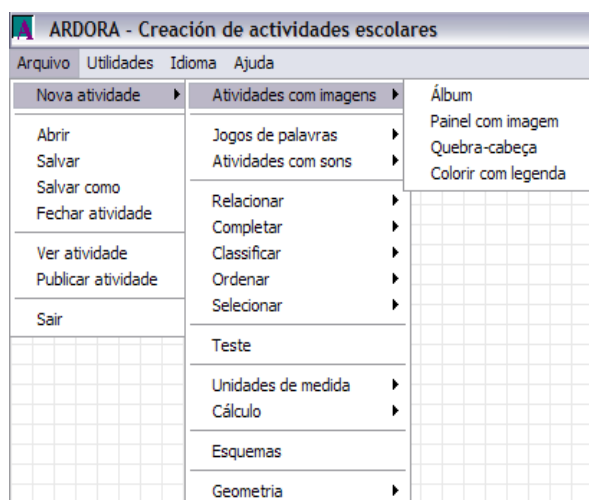 ARDORA - Creación de actividades escolares
Arquivo Utilidades Idioma Ajuda
Nova atividade
Abrir
Salvar
Salvar como
Fechar atividade
Ver atividade
Publicar atividade
Sair
Atividades com imagens
Jogos de palavras
Atividades com sons
Relacionar
Completar
Classificar
Ordenar
Selecionar
Teste
Unidades de medida
Cálculo
Esquemas
Geometria
Álbum
Painel com imagem
Quebra-cabeça
Colorir com legenda